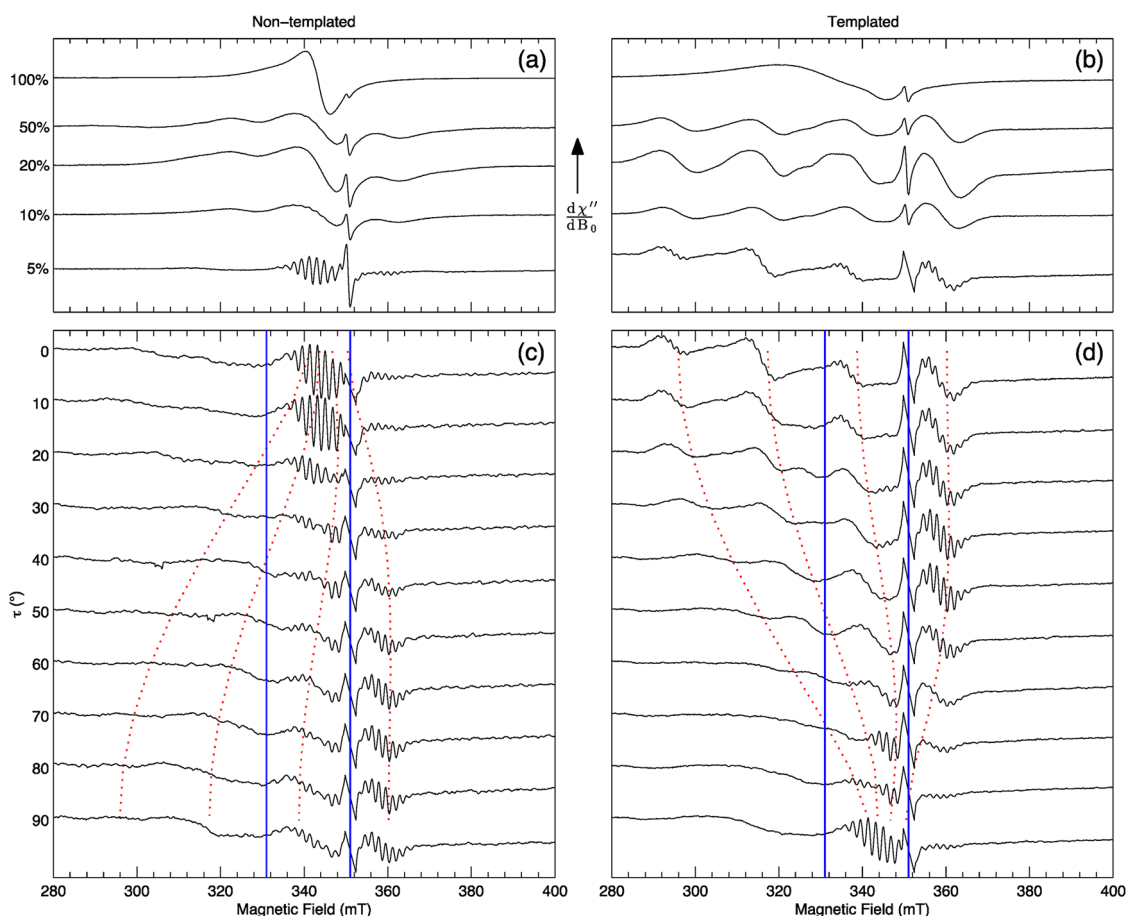 Non-templated Templated
(a) (b)
100%
50%
20%
10%
5%
dχ''
dB₀
(c) (d)
0
10
20
30
40
50
60
70
80
90
τ (°)
280 300 320 340 360 380 400 280 300 320 340 360 380 400
Magnetic Field (mT) Magnetic Field (mT)